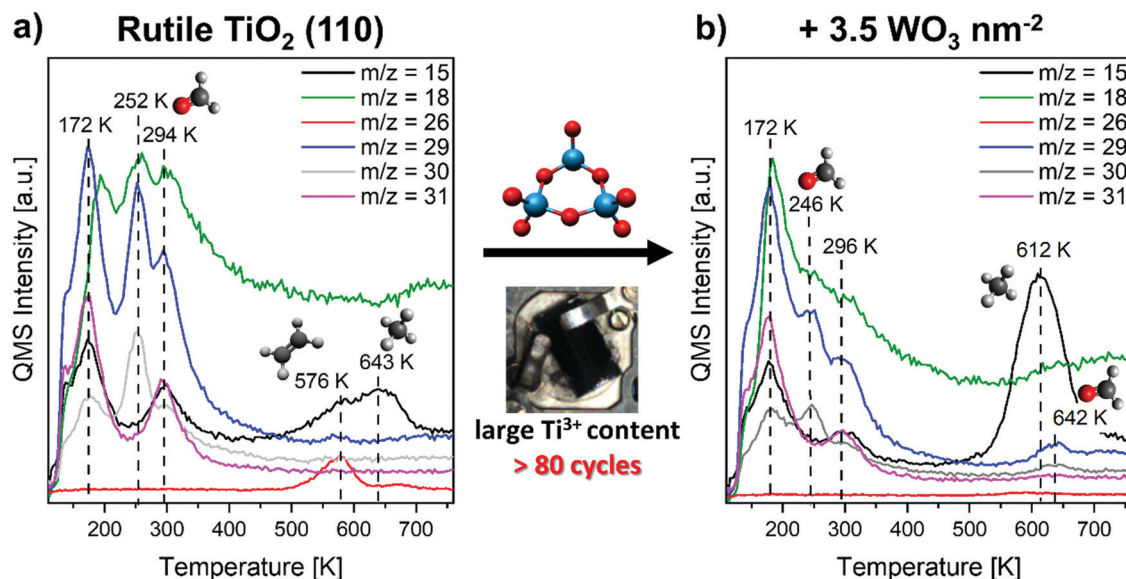 a) Rutile TiO₂ (110)
QMS Intensity [a.u.]
172 K
252 K
294 K
576 K
643 K
m/z = 15
m/z = 18
m/z = 26
m/z = 29
m/z = 30
m/z = 31
200 300 400 500 600 700
Temperature [K]
large Ti³⁺ content
> 80 cycles
b) + 3.5 WO₃ nm⁻²
QMS Intensity [a.u.]
172 K
246 K
296 K
612 K
642 K
m/z = 15
m/z = 18
m/z = 26
m/z = 29
m/z = 30
m/z = 31
200 300 400 500 600 700
Temperature [K]